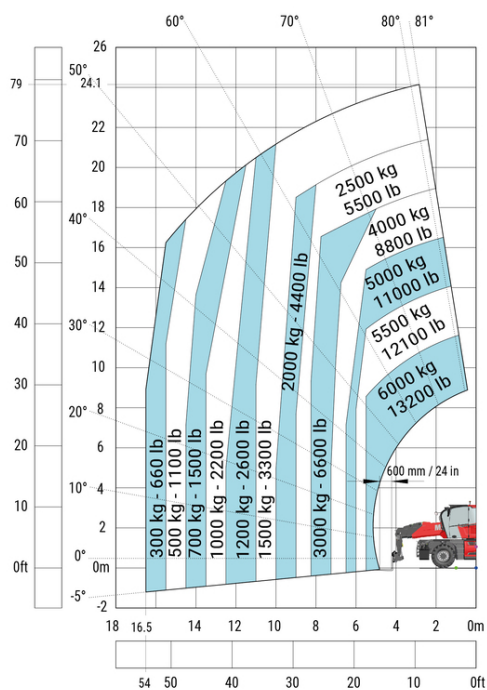 60°
70°
80°
81°
26
50°
79
24.1
70
22
20
60
2500 kg
5500 lb
18
40°
4000 kg
8800 lb
50
16
5000 kg
11000 lb
14
40
30°
12
5500 kg
12100 lb
2000 kg - 4400 lb
30
10
6000 kg
13200 lb
20°
8
20
6
600 mm / 24 in
10°
4
10
2
0°
0ft
0m
-5°
-2
300 kg - 660 lb
500 kg - 1100 lb
700 kg - 1500 lb
1000 kg - 2200 lb
1200 kg - 2600 lb
1500 kg - 3300 lb
3000 kg - 6600 lb
18
16.5
14
12
10
8
6
4
2
0m
54
50
40
30
20
10
0ft